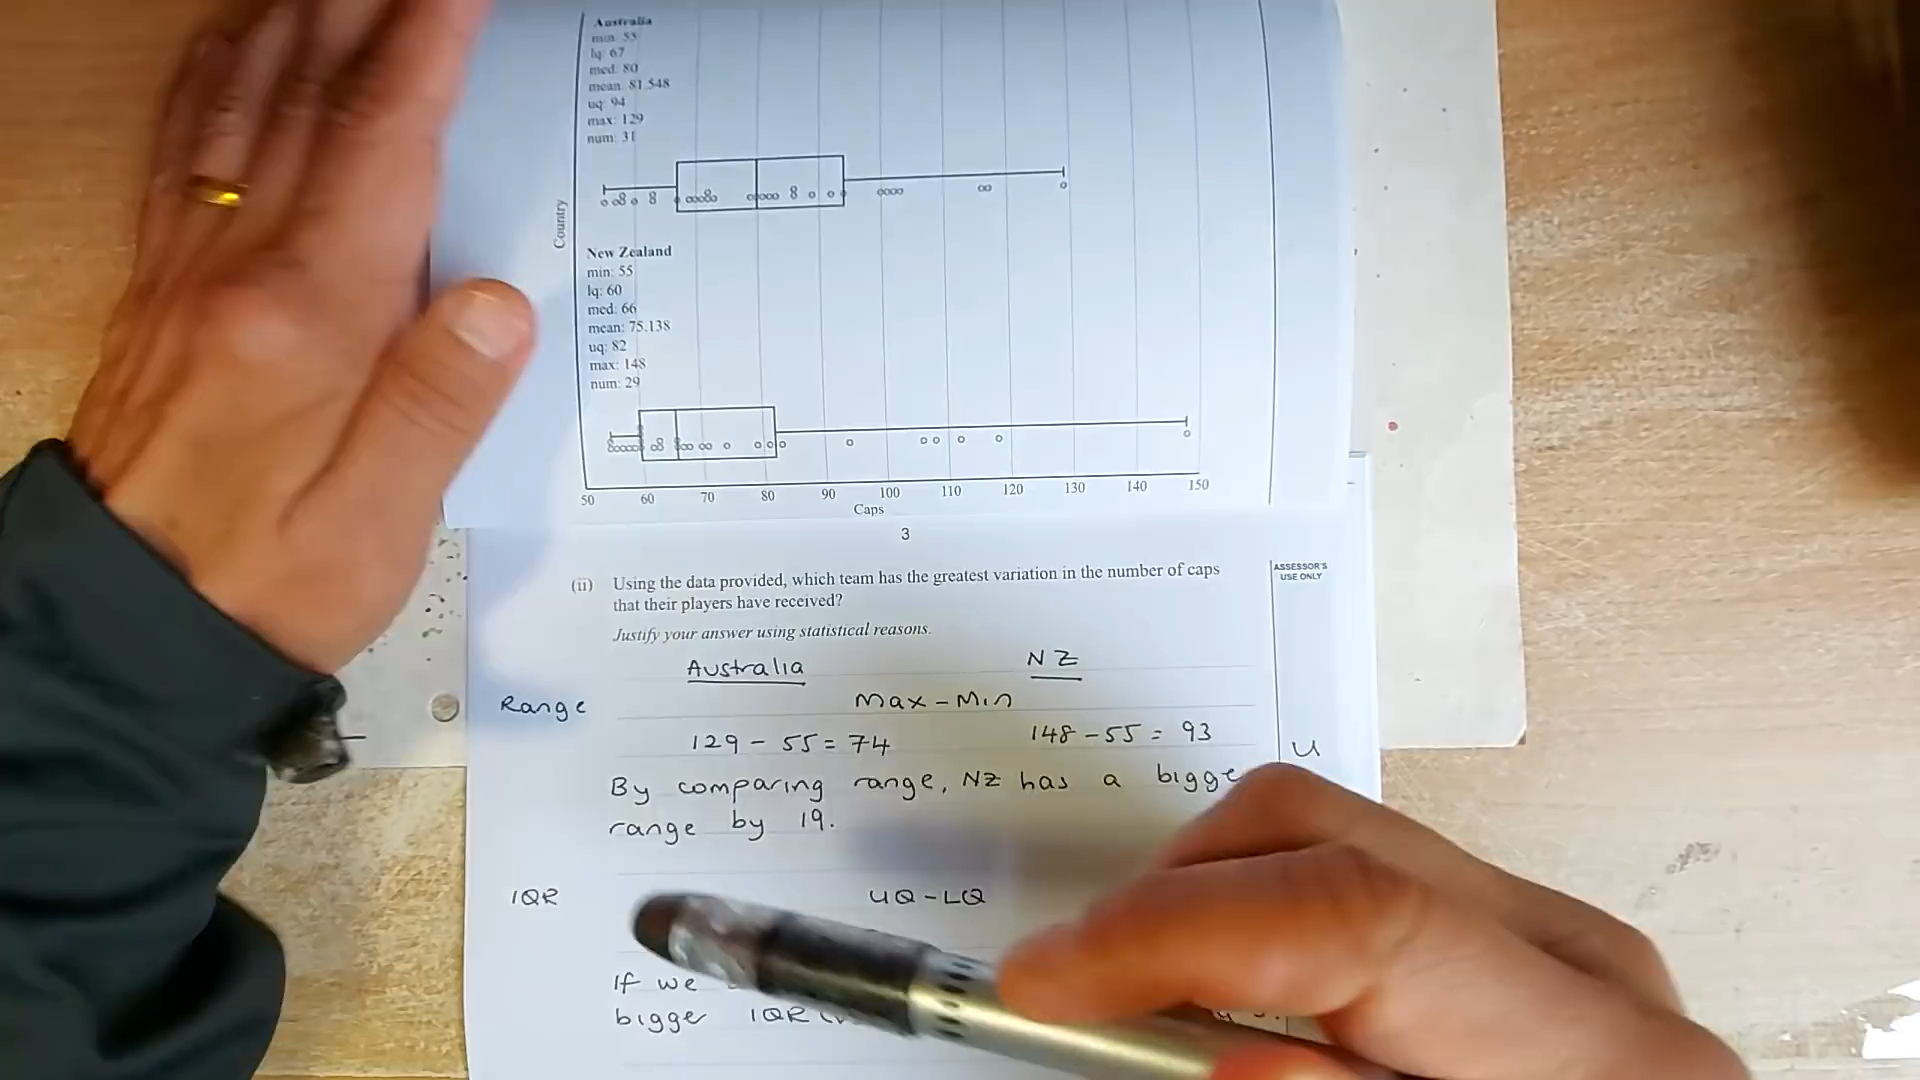 Australia
min: 55
lq: 67
med: 80
mean: 81.548
uq: 94
max: 129
num: 31
Country
New Zealand
min: 55
lq: 60
med: 66
mean: 75.138
uq: 82
max: 148
num: 29
50 60 70 80 90 100 110 120 130 140 150
Caps
3
(ii) Using the data provided, which team has the greatest variation in the number of caps
that their players have received?
ASSESSOR'S
USE ONLY
Justify your answer using statistical reasons.
Australia NZ
Range Max - Min
129 - 55 = 74 148 - 55 = 93
u
By comparing range, NZ has a
range by 19.
IQR UQ - LQ
If we
bigger IQR